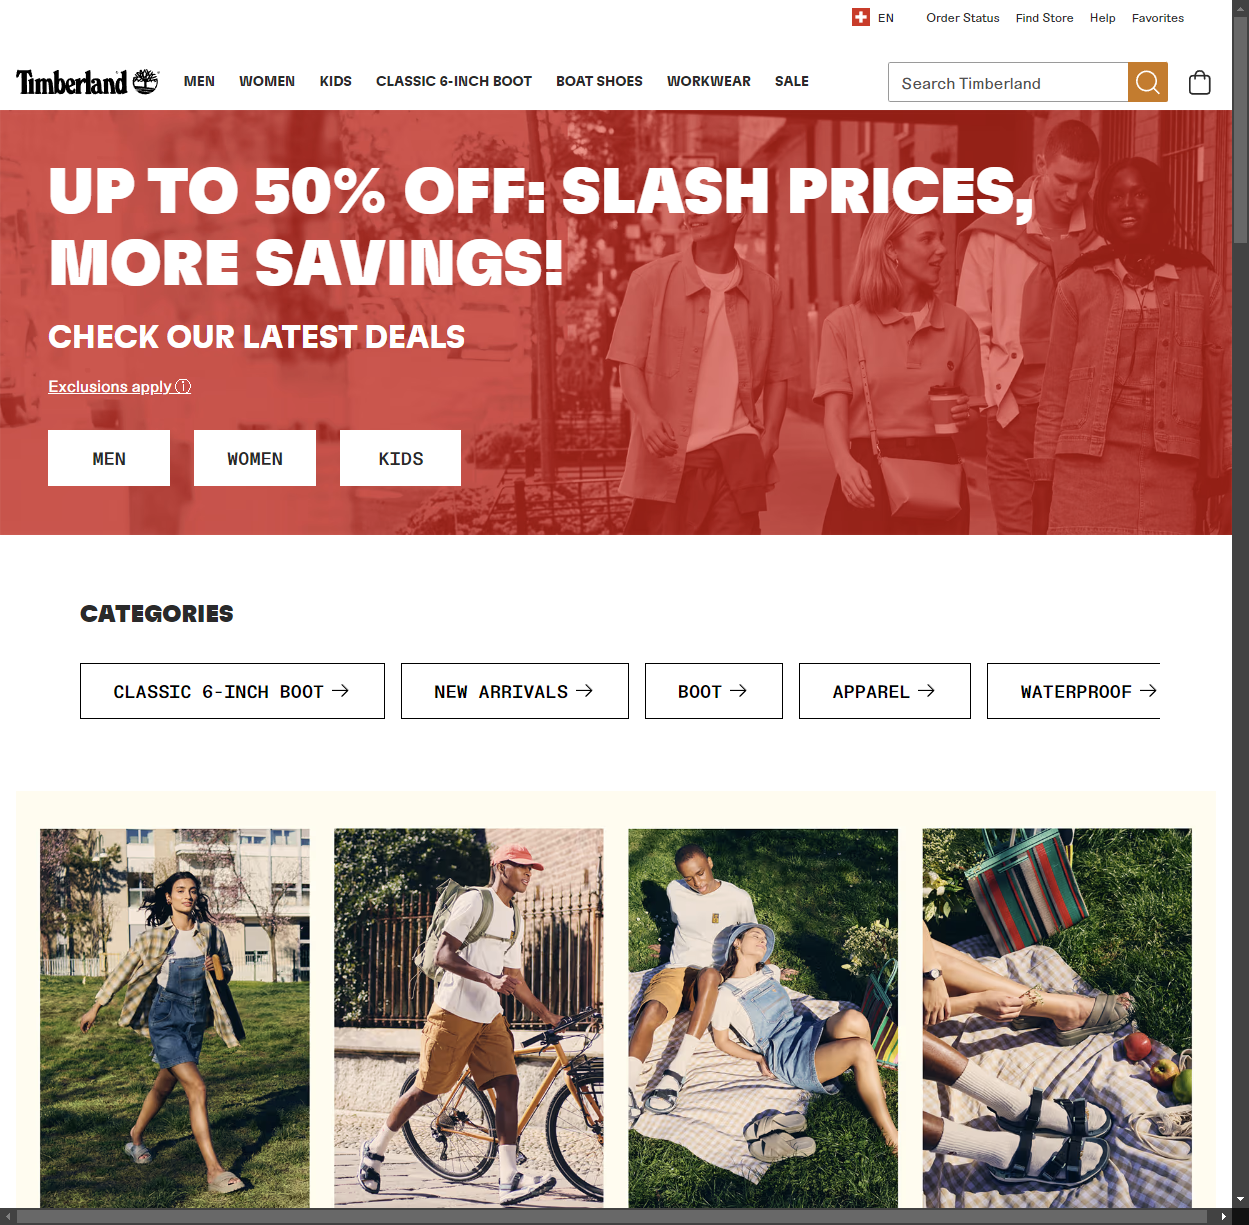 EN Order Status Find Store Help Favorites
Timberland MEN WOMEN KIDS CLASSIC 6-INCH BOOT BOAT SHOES WORKWEAR SALE Search Timberland
UP TO 50% OFF: SLASH PRICES,
MORE SAVINGS!
CHECK OUR LATEST DEALS
Exclusions apply ⓘ
MEN WOMEN KIDS
CATEGORIES
CLASSIC 6-INCH BOOT → NEW ARRIVALS → BOOT → APPAREL → WATERPROOF →